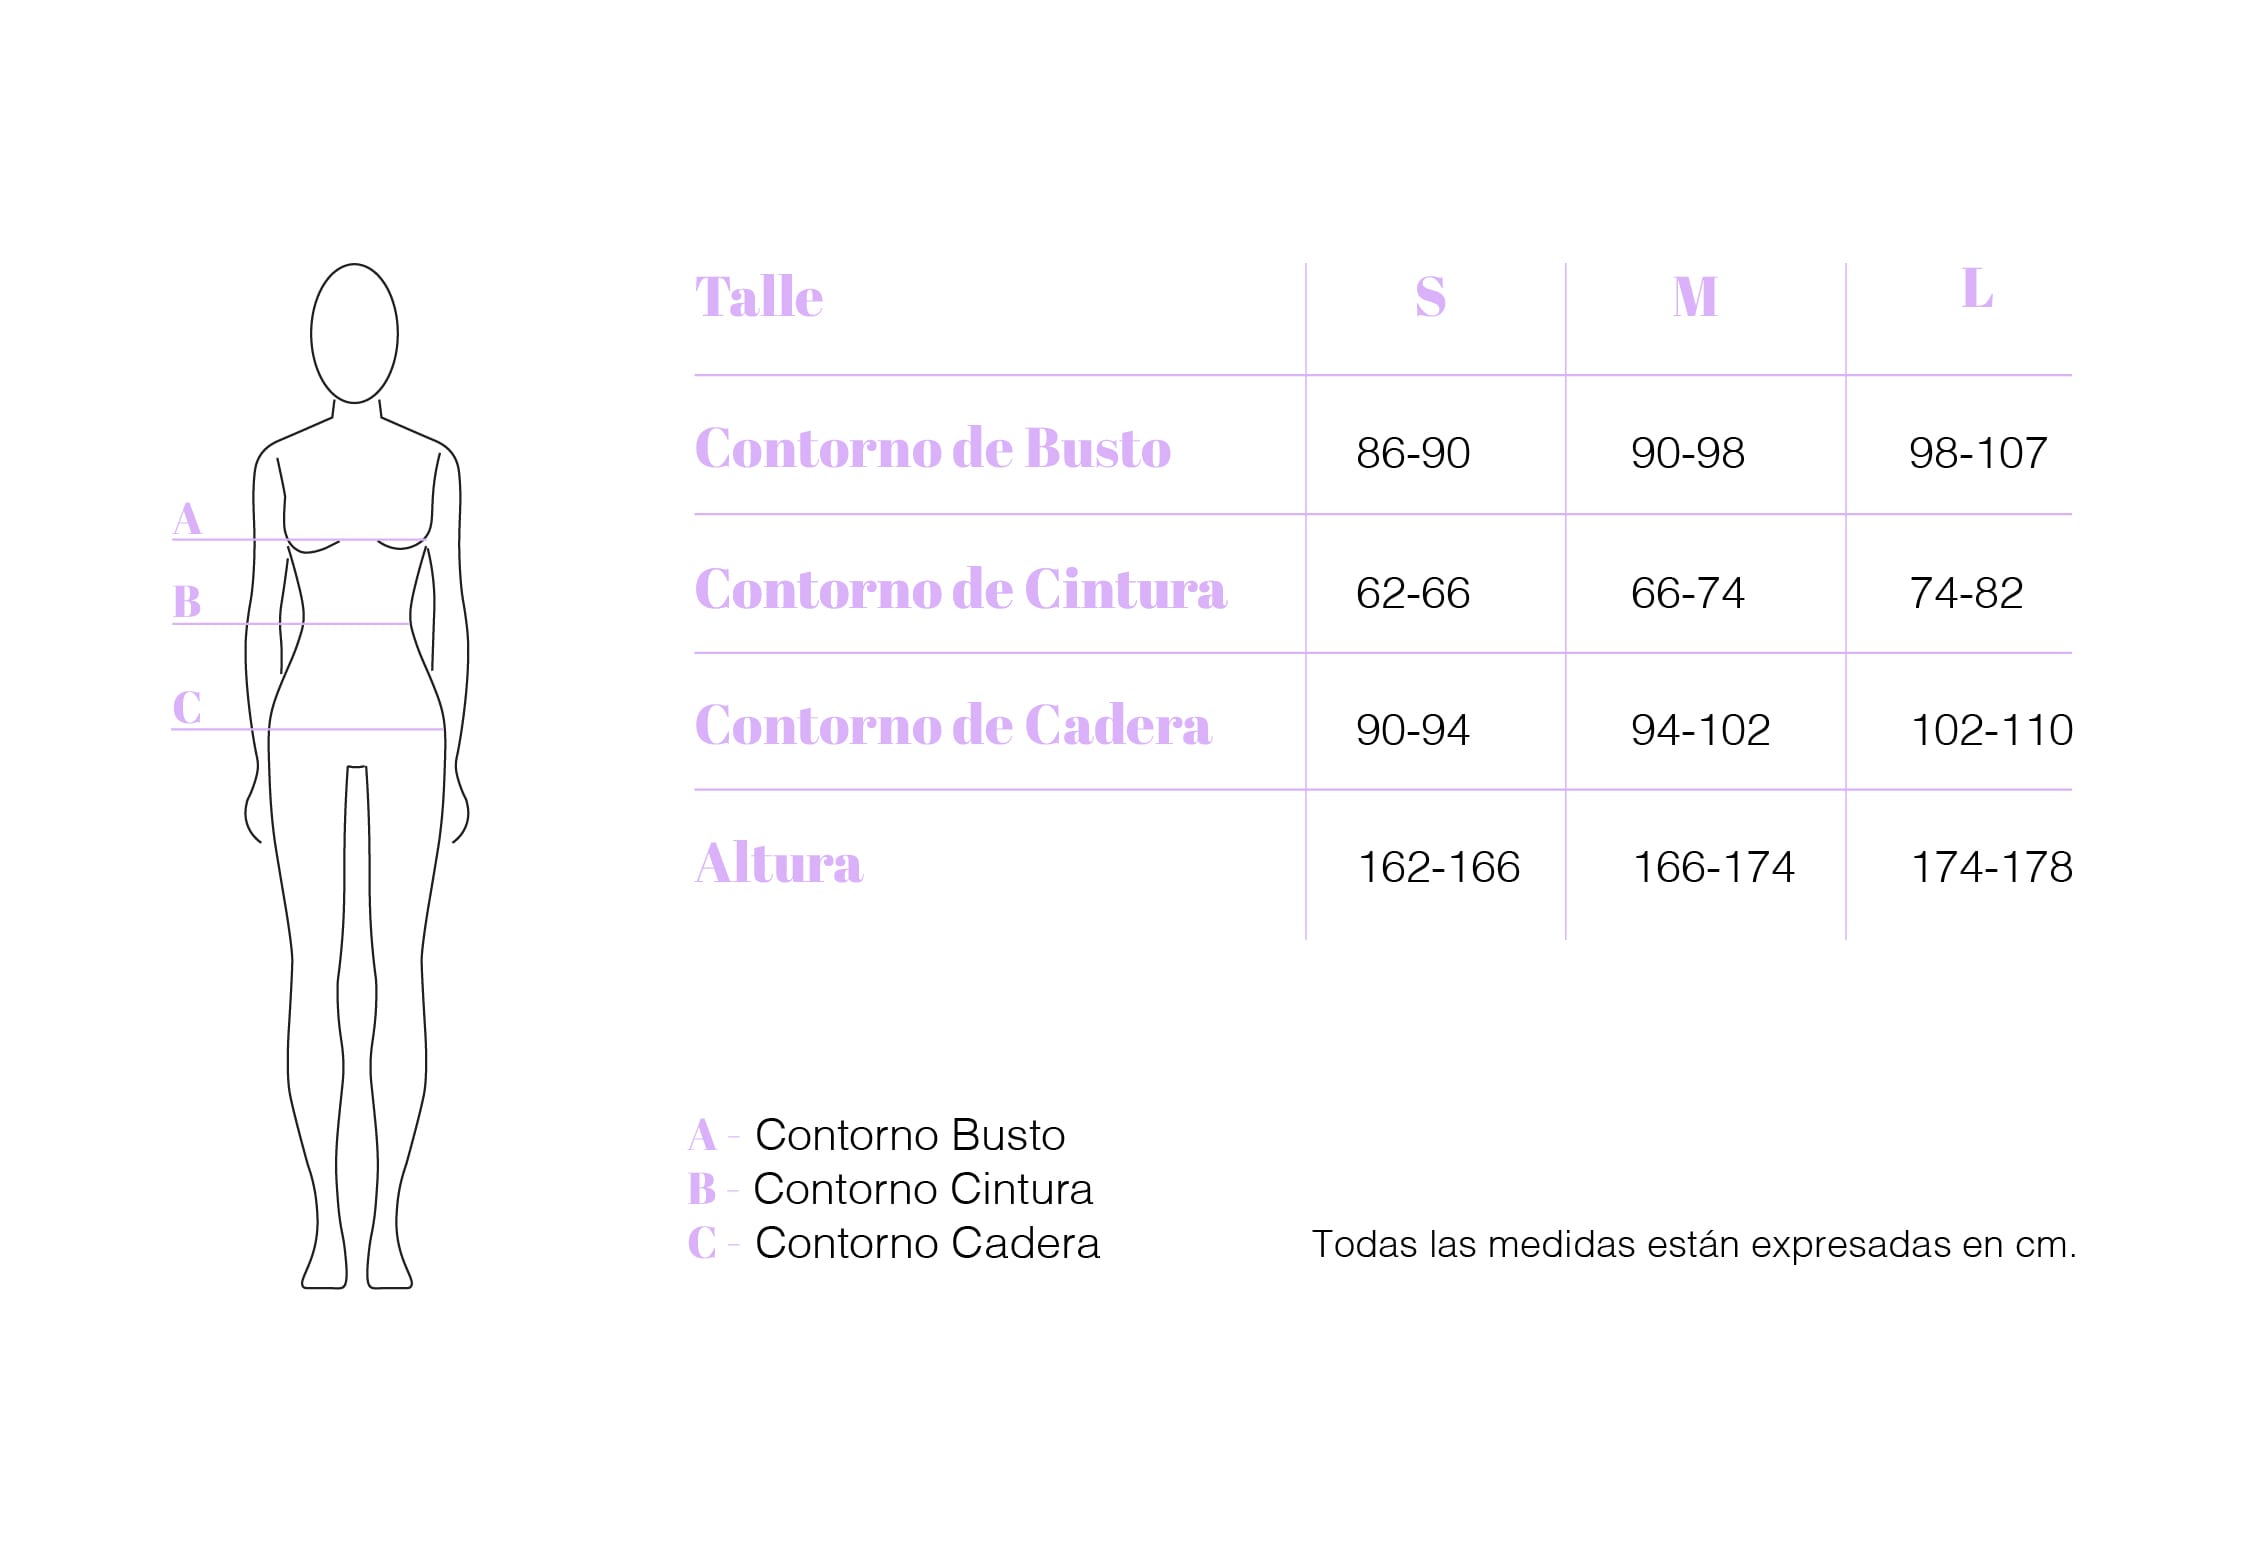 Talle S M L
Contorno de Busto 86-90 90-98 98-107
A
Contorno de Cintura 62-66 66-74 74-82
B
Contorno de Cadera 90-94 94-102 102-110
C
Altura 162-166 166-174 174-178
A - Contorno Busto
B - Contorno Cintura
C - Contorno Cadera
Todas las medidas están expresadas en cm.